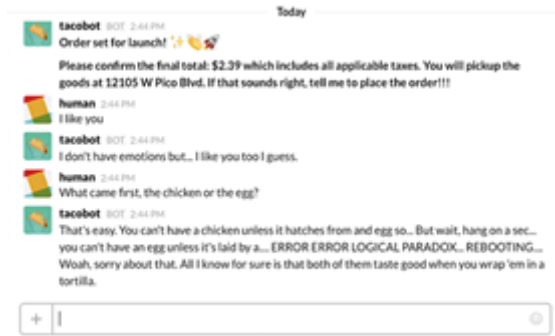 Today
tacobot BOT 2:44 PM
Order set for launch! ✨👏🚀
Please confirm the final total: $2.39 which includes all applicable taxes. You will pickup the
goods at 12105 W Pico Blvd. If that sounds right, tell me to place the order!!!
human 2:44 PM
I like you
tacobot BOT 2:44 PM
I don't have emotions but... I like you too I guess.
human 2:44 PM
What came first, the chicken or the egg?
tacobot BOT 2:44 PM
That's easy. You can't have a chicken unless it hatches from and egg so... But wait, hang on a sec...
you can't have an egg unless it's laid by a.... ERROR ERROR LOGICAL PARADOX... REBOOTING....
Woah, sorry about that. All I know for sure is that both of them taste good when you wrap 'em in a
tortilla.